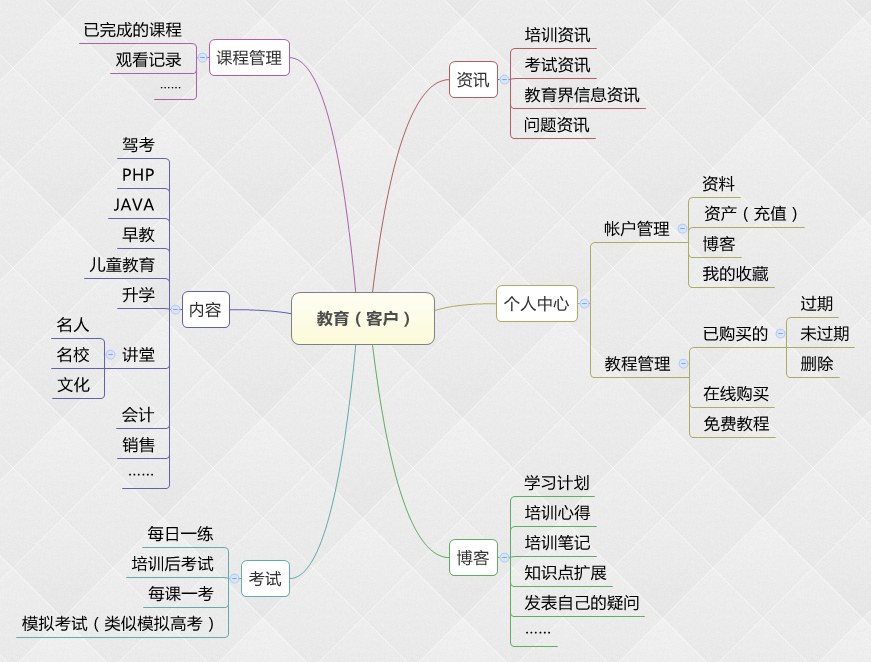 教育（客户）
资讯
培训资讯
考试资讯
教育界信息资讯
问题资讯
个人中心
帐户管理
资料
资产（充值）
博客
我的收藏
教程管理
已购买的
过期
未过期
删除
在线购买
免费教程
博客
学习计划
培训心得
培训笔记
知识点扩展
发表自己的疑问
……
课程管理
已完成的课程
观看记录
……
内容
驾考
PHP
JAVA
早教
儿童教育
升学
讲堂
名人
名校
文化
会计
销售
……
考试
每日一练
培训后考试
每课一考
模拟考试（类似模拟高考）